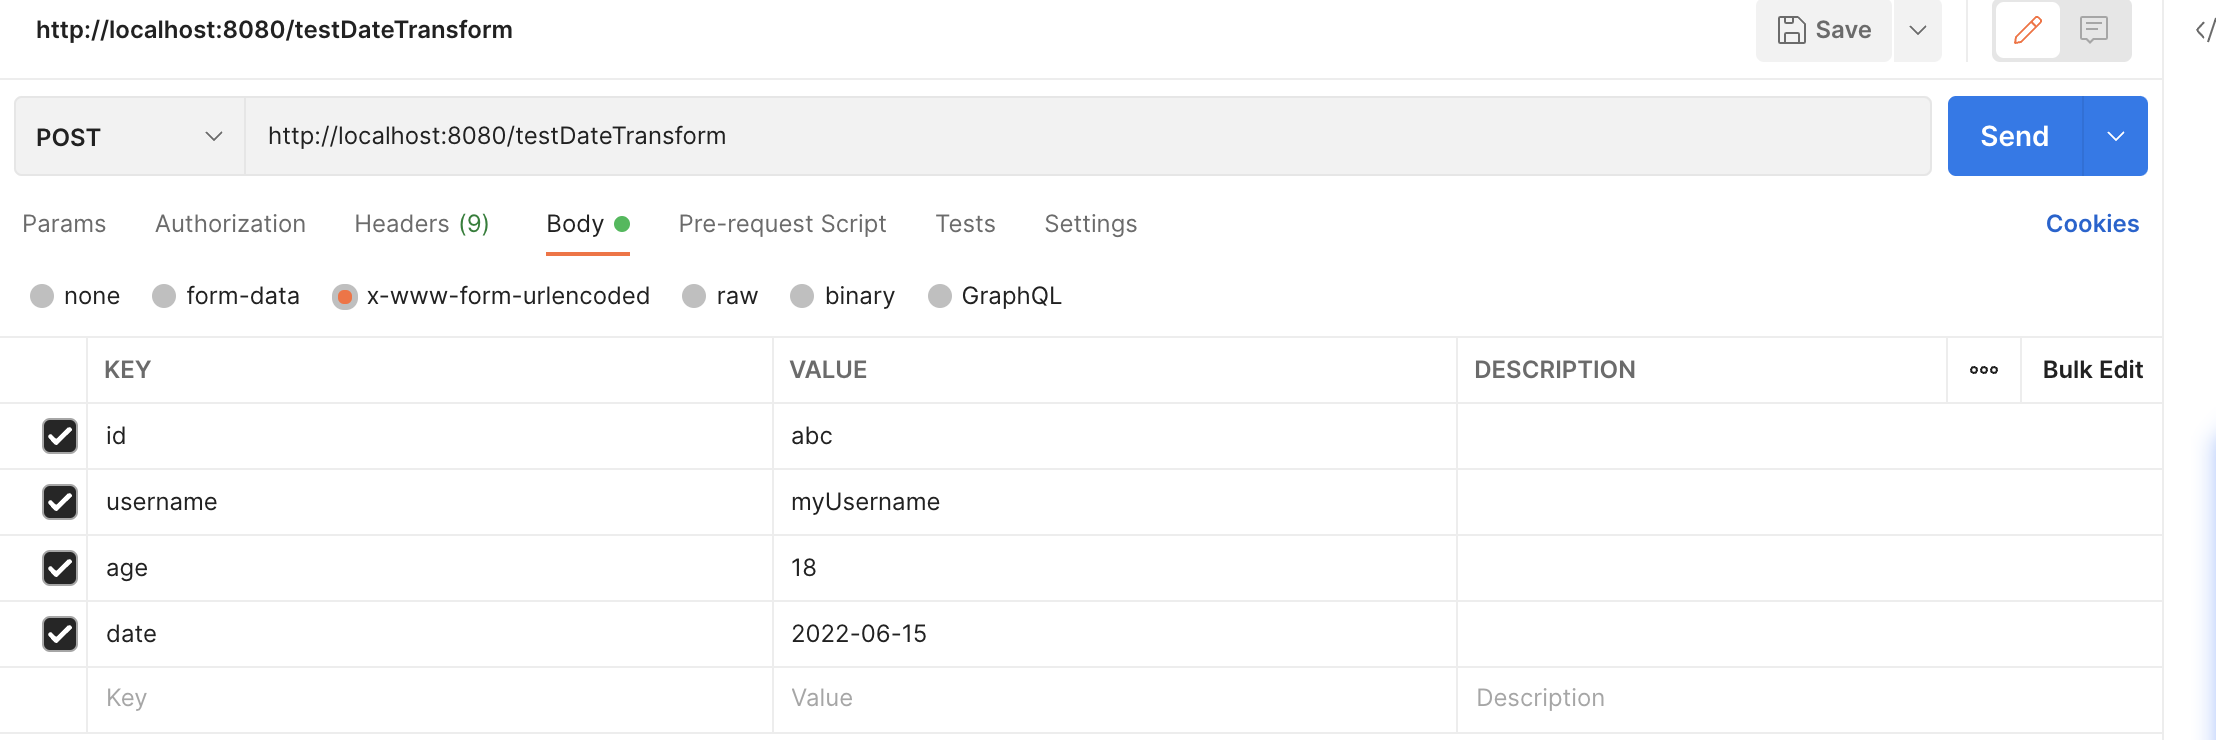 http://localhost:8080/testDateTransform Save
POST http://localhost:8080/testDateTransform Send
Params Authorization Headers (9) Body Pre-request Script Tests Settings Cookies
none form-data x-www-form-urlencoded raw binary GraphQL
KEY VALUE DESCRIPTION ooo Bulk Edit
id abc
username myUsername
age 18
date 2022-06-15
Key Value Description